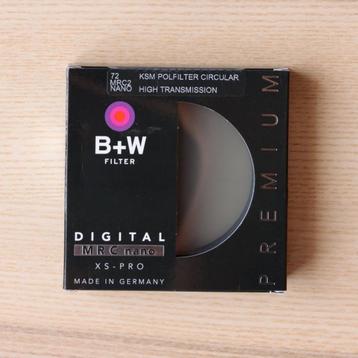 72
MRC2
NANO
KSM POLFILTER CIRCULAR
HIGH TRANSMISSION
B+W
FILTER
DIGITAL
MRC nano
XS-PRO
MADE IN GERMANY
PREMIUM